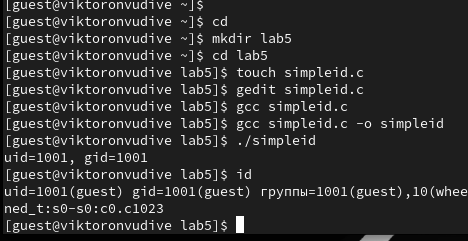 [guest@viktoronvudive ~]$
[guest@viktoronvudive ~]$ cd
[guest@viktoronvudive ~]$ mkdir lab5
[guest@viktoronvudive ~]$ cd lab5
[guest@viktoronvudive lab5]$ touch simpleid.c
[guest@viktoronvudive lab5]$ gedit simpleid.c
[guest@viktoronvudive lab5]$ gcc simpleid.c
[guest@viktoronvudive lab5]$ gcc simpleid.c -o simpleid
[guest@viktoronvudive lab5]$ ./simpleid
uid=1001, gid=1001
[guest@viktoronvudive lab5]$ id
uid=1001(guest) gid=1001(guest) группы=1001(guest),10(whee
ned_t:s0-s0:c0.c1023
[guest@viktoronvudive lab5]$